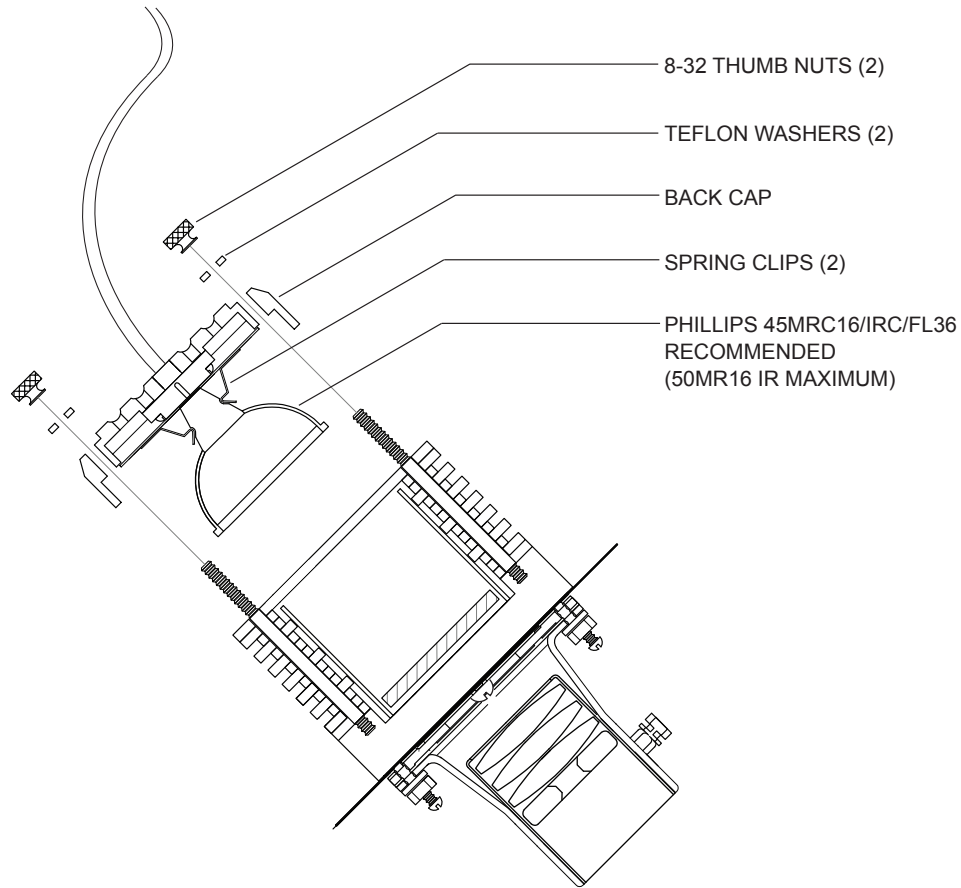 8-32 THUMB NUTS (2)
TEFLON WASHERS (2)
BACK CAP
SPRING CLIPS (2)
PHILLIPS 45MRC16/IRC/FL36
RECOMMENDED
(50MR16 IR MAXIMUM)